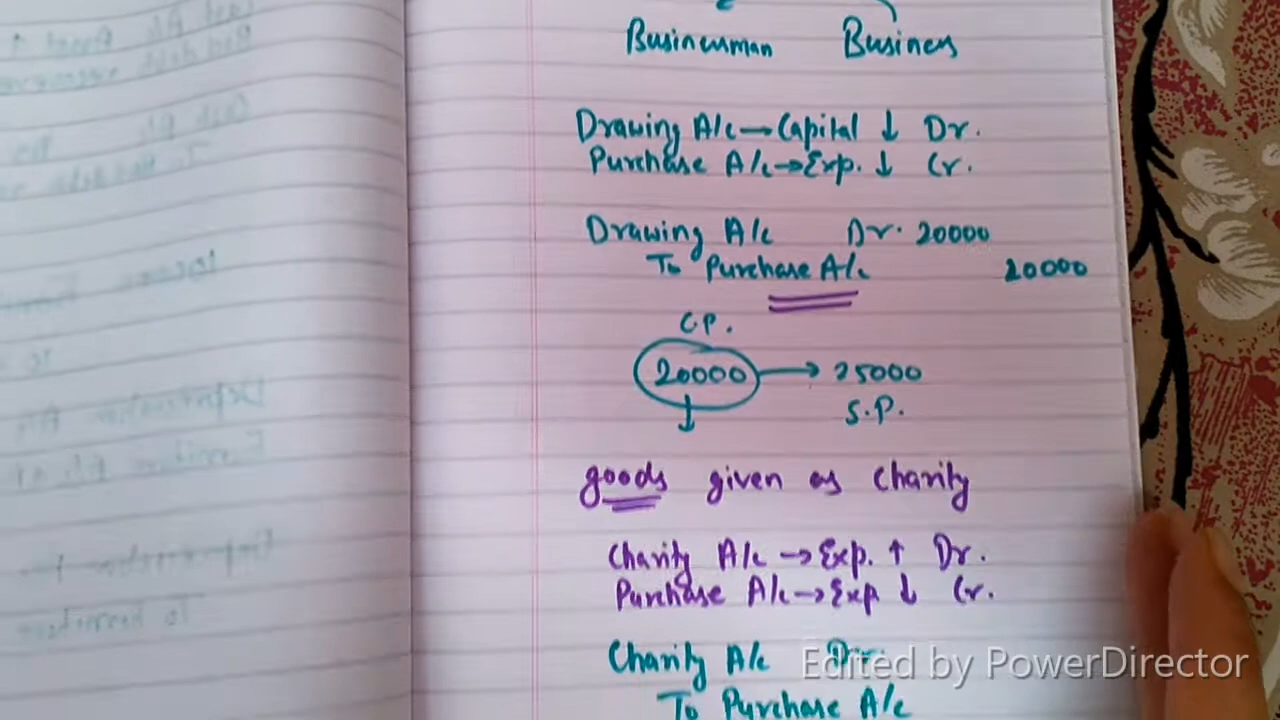 Businessman Business
Drawing A/c → Capital ↓ Dr.
Purchase A/c → Exp. ↓ Cr.
Drawing A/c Dr. 20000
To Purchase A/c 20000
C.P.
20000 → 25000
↓ S.P.
goods given as charity
Charity A/c → Exp. ↑ Dr.
Purchase A/c → Exp ↓ Cr.
Charity A/c Dr.
Edited by PowerDirector
To Purchase A/c